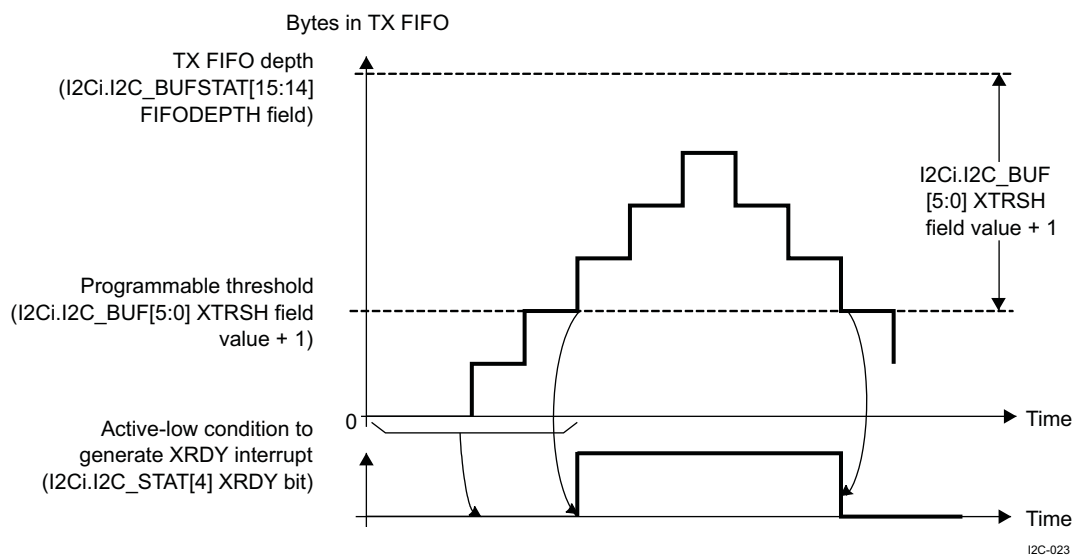 Bytes in TX FIFO
TX FIFO depth
(I2Ci.I2C_BUFSTAT[15:14]
FIFODEPTH field)
I2Ci.I2C_BUF
[5:0] XTRSH
field value + 1
Programmable threshold
(I2Ci.I2C_BUF[5:0] XTRSH field
value + 1)
0
Time
Active-low condition to
generate XRDY interrupt
(I2Ci.I2C_STAT[4] XRDY bit)
Time
I2C-023